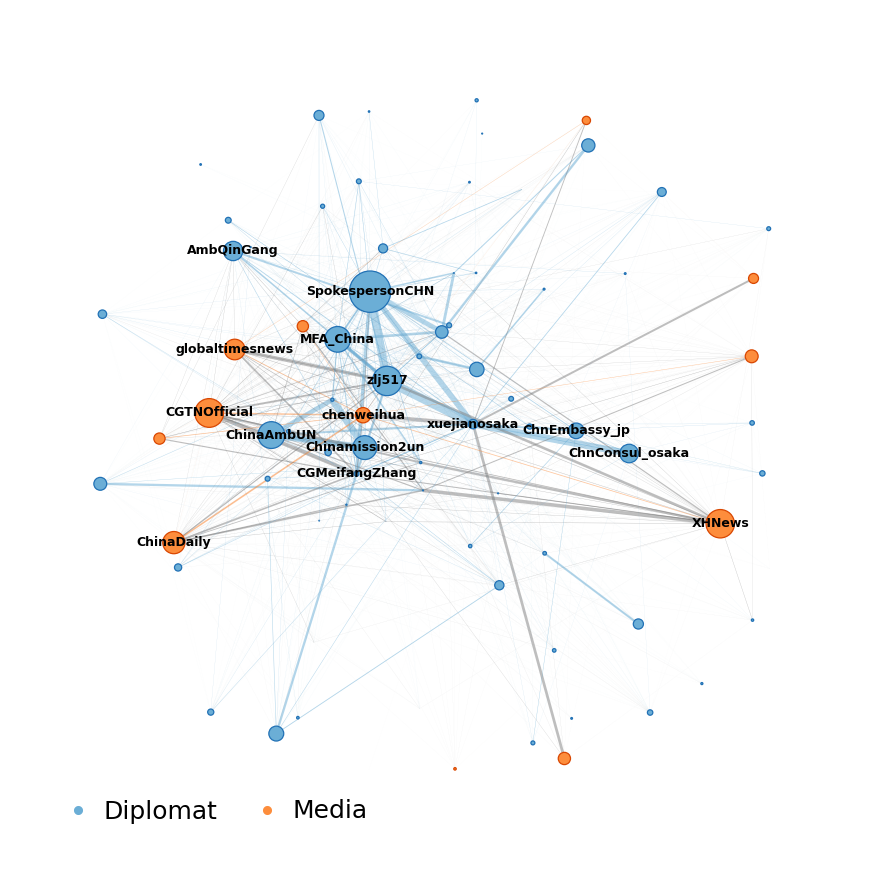 AmbQinGang
SpokespersonCHN
MFA_China
globaltimesnews
zlj517
CGTNOfficial
chenweihua
xuejianosaka
ChnEmbassy_jp
ChinaAmbUN
Chinamission2un
ChnConsul_osaka
CGMeifangZhang
XHNews
ChinaDaily
Diplomat
Media